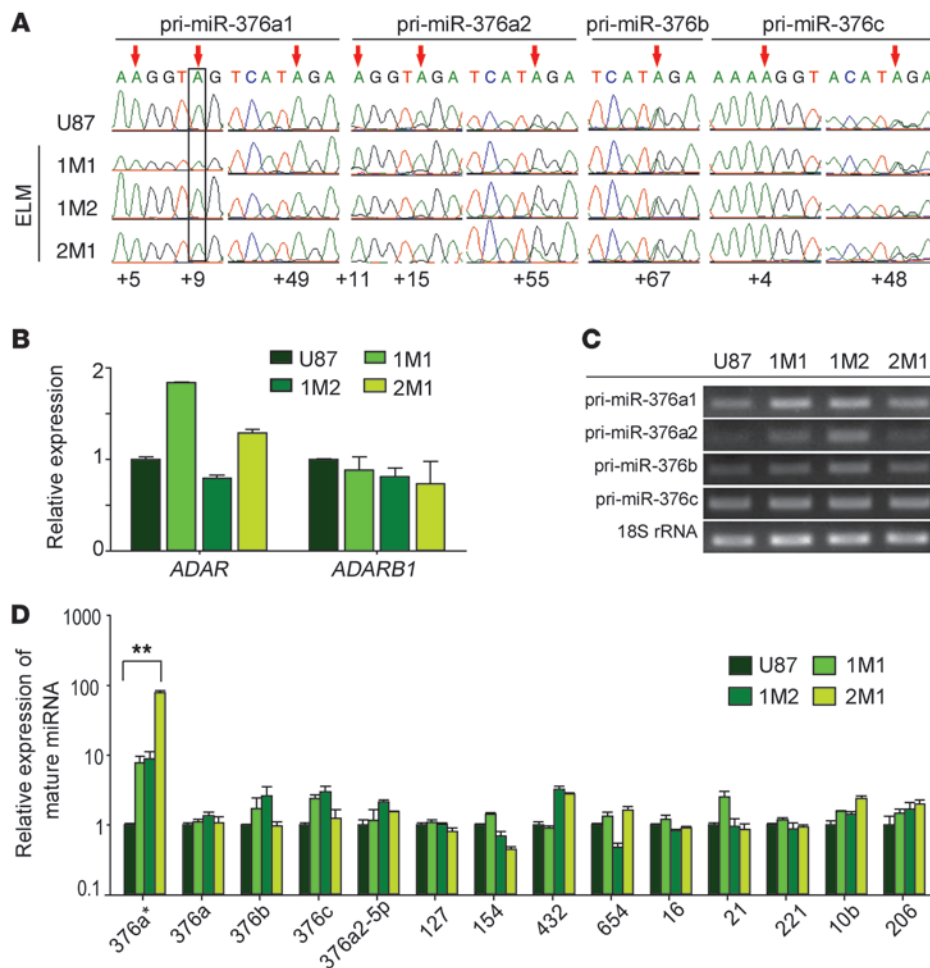 A
pri-miR-376a1 pri-miR-376a2 pri-miR-376b pri-miR-376c
A A G G T A G T C A T A G A A G G T A G A T C A T A G A T C A T A G A A A A A G G T A C A T A G A
U87
1M1
ELM
1M2
2M1
+5 +9 +49 +11 +15 +55 +67 +4 +48
B
U87 1M1
1M2 2M1
Relative expression
2
1
0
ADAR ADARB1
C
U87 1M1 1M2 2M1
pri-miR-376a1
pri-miR-376a2
pri-miR-376b
pri-miR-376c
18S rRNA
D
Relative expression of
mature miRNA
1000
100
10
1
0.1
**
U87 1M1
1M2 2M1
376a* 376a 376b 376c 376a2-5p 127 154 432 654 16 21 221 10b 206